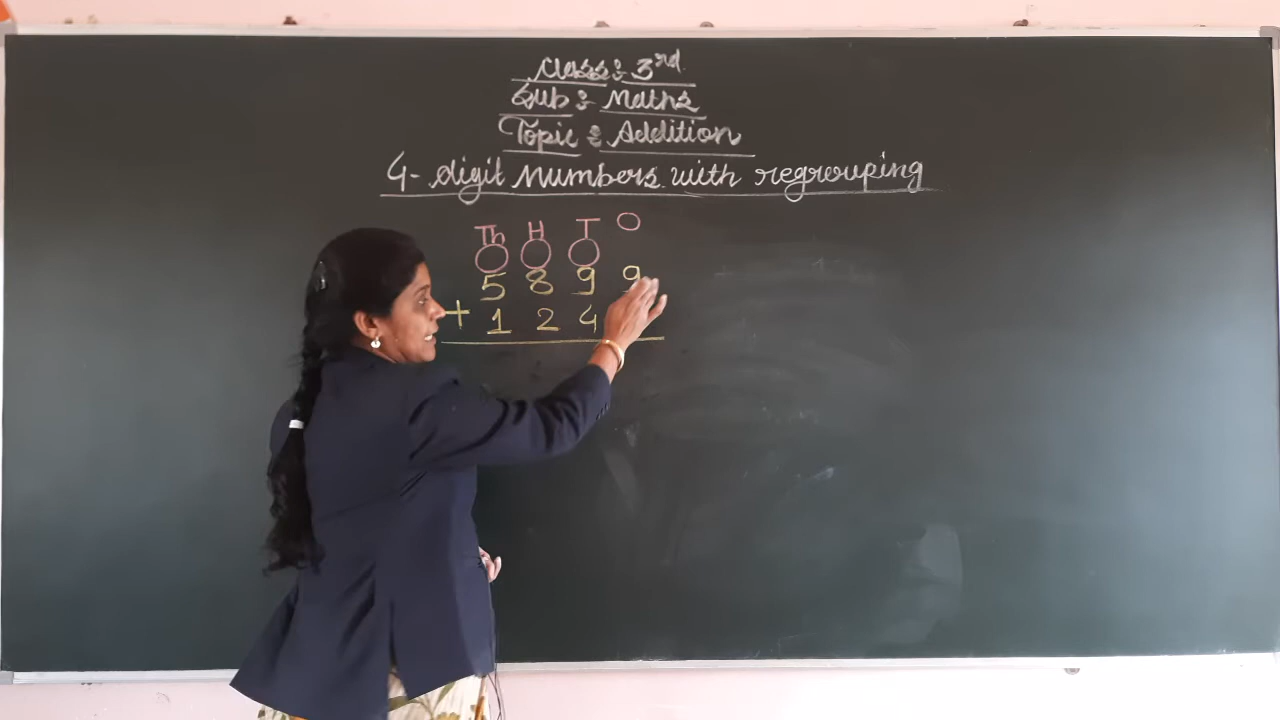 Class : 3rd
Sub : Maths
Topic : Addition
4- digit numbers with regrouping
Th H T O
5 8 9 9
+ 1 2 4